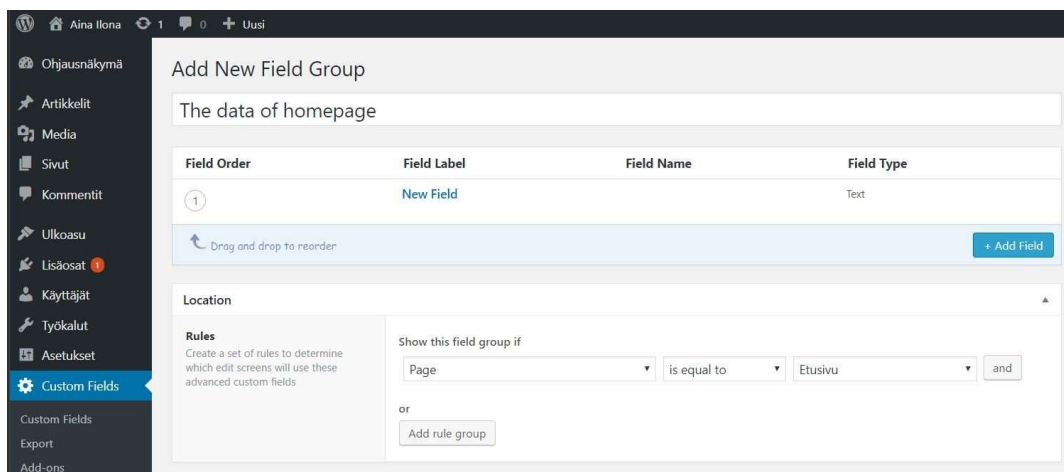 Aina Ilona 1 0 + Uusi
Ohjausnäkymä
Artikkelit
Media
Sivut
Kommentit
Ulkoasu
Lisäosat 1
Käyttäjät
Työkalut
Asetukset
Custom Fields
Custom Fields
Export
Add-ons
Add New Field Group
The data of homepage
Field Order Field Label Field Name Field Type
1 New Field Text
Drag and drop to reorder
+ Add Field
Location
Rules
Create a set of rules to determine
which edit screens will use these
advanced custom fields
Show this field group if
Page is equal to Etusivu and
or
Add rule group